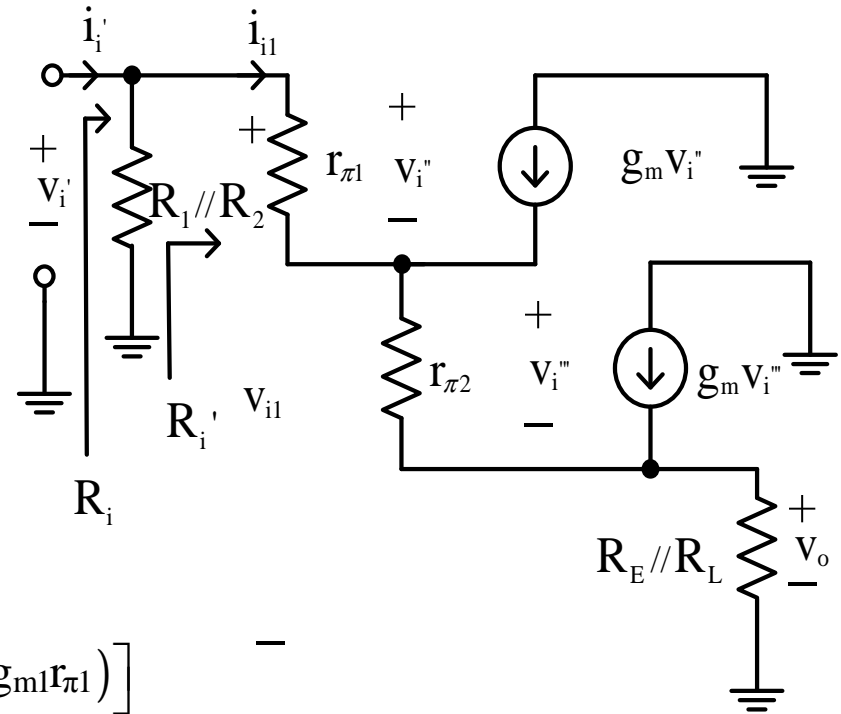 i_i' i_i1
+ v_i' −
R_1//R_2
+ r_π1
+ v_i" −
g_m v_i"
R_i
R_i' v_i1
r_π2
+ v_i''' −
g_m v_i'''
R_E//R_L
+ v_o −
−
g_m1 r_π1)]